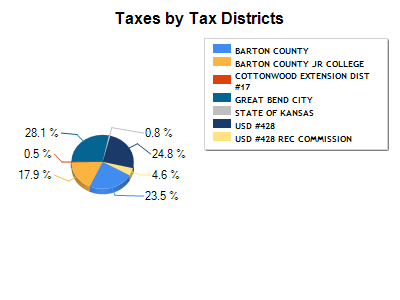 Taxes by Tax Districts
BARTON COUNTY
BARTON COUNTY JR COLLEGE
COTTONWOOD EXTENSION DIST
#17
GREAT BEND CITY
STATE OF KANSAS
USD #428
USD #428 REC COMMISSION
28.1 %
0.8 %
0.5 %
24.8 %
17.9 %
4.6 %
23.5 %